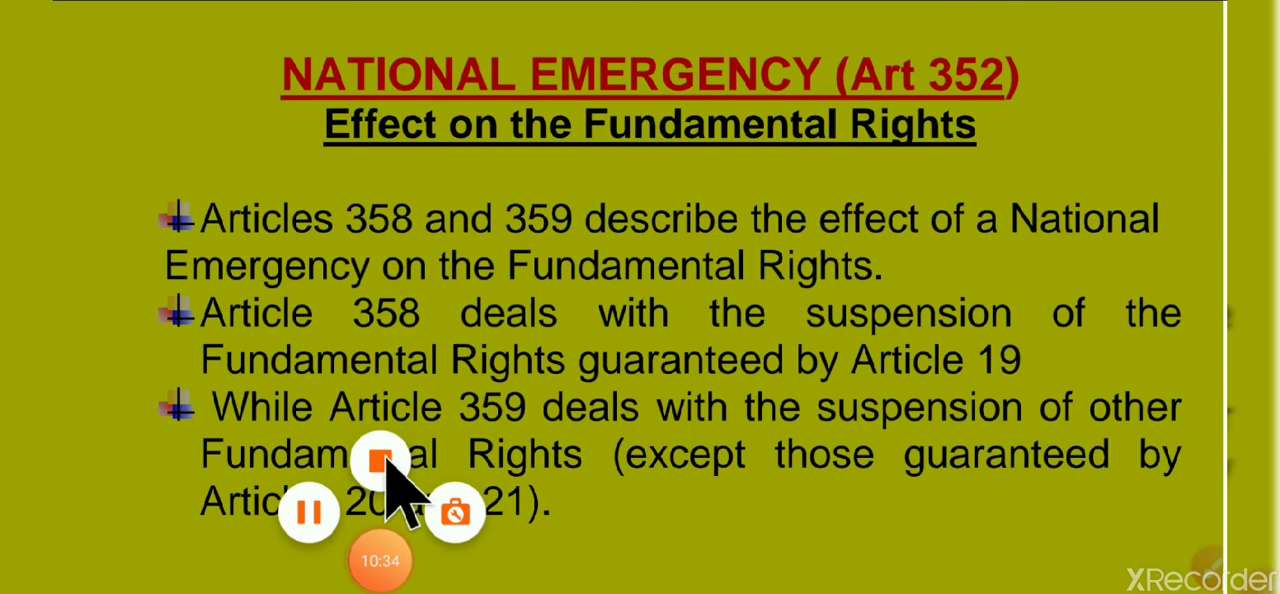 NATIONAL EMERGENCY (Art 352)
Effect on the Fundamental Rights
Articles 358 and 359 describe the effect of a National
Emergency on the Fundamental Rights.
Article 358 deals with the suspension of the
Fundamental Rights guaranteed by Article 19
While Article 359 deals with the suspension of other
Rights (except those guaranteed by
21).
10:34
XRecorder